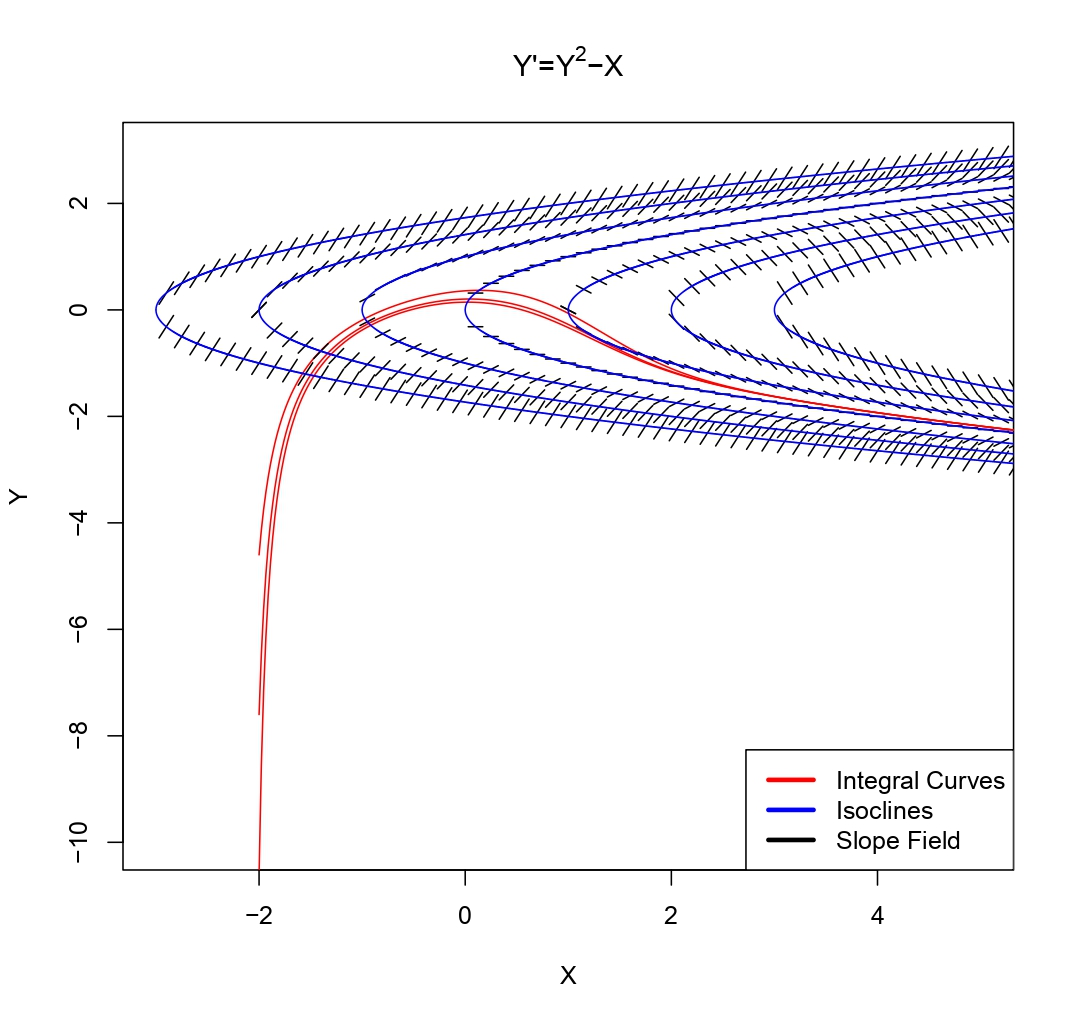 Y'=Y²−X
2
0
−2
−4
−6
−8
−10
Y
−2 0 2 4
X
Integral Curves
Isoclines
Slope Field